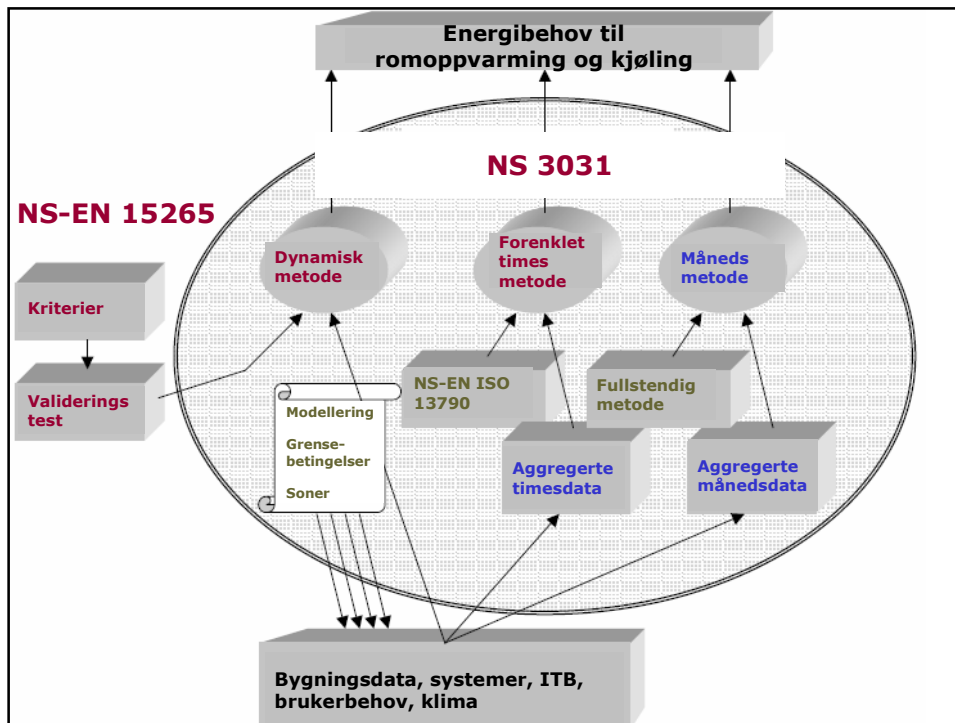 Energibehov til
romoppvarming og kjøling
NS 3031
NS-EN 15265
Dynamisk
metode
Forenklet
times
metode
Måneds
metode
Kriterier
Validerings
test
Modellering
Grense-
betingelser
Soner
NS-EN ISO
13790
Fullstendig
metode
Aggregerte
timesdata
Aggregerte
månedsdata
Bygningsdata, systemer, ITB,
brukerbehov, klima